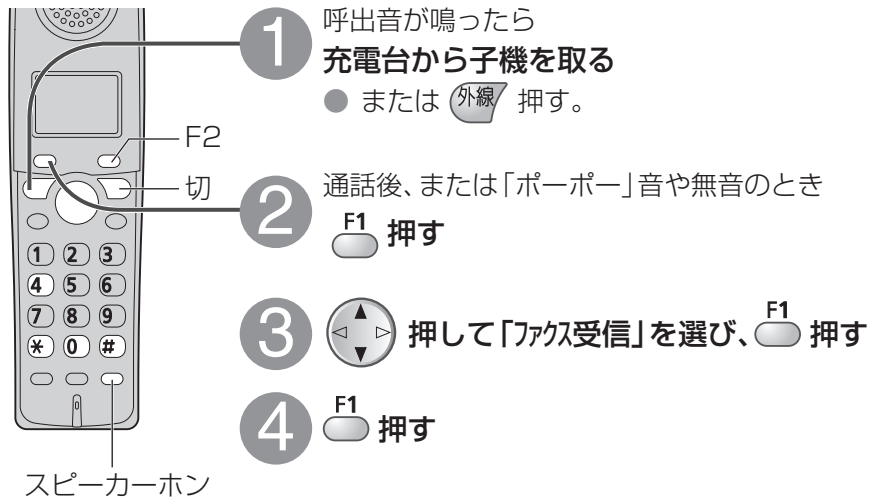 1 呼出音が鳴ったら
充電台から子機を取る
● または 外線 押す。
F2
切
2 通話後、または「ポーポー」音や無音のとき
F1 押す
1 2 3
4 5 6
7 8 9
* 0 #
3 押して「ファクス受信」を選び、F1 押す
4 F1 押す
スピーカーホン